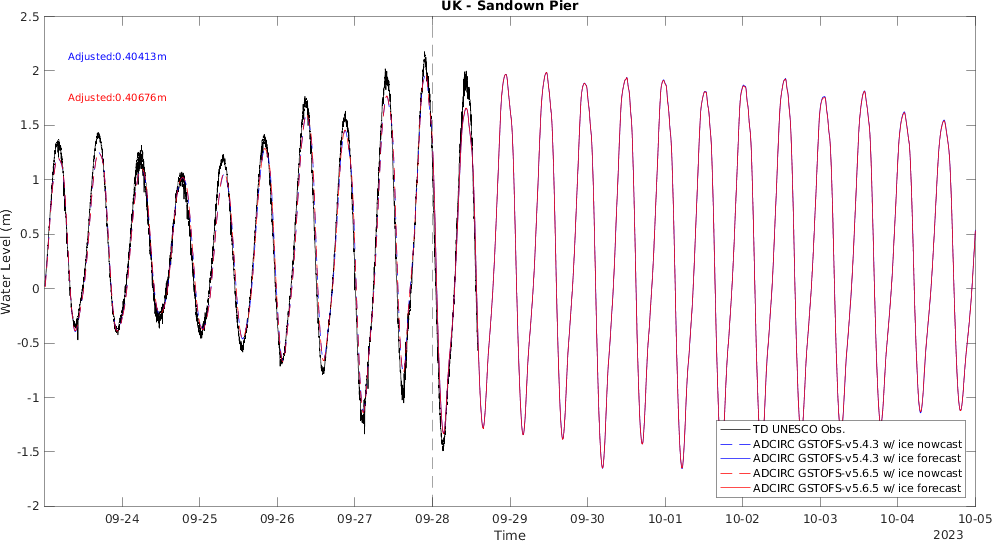 UK - Sandown Pier
2.5
2
1.5
1
0.5
0
-0.5
-1
-1.5
-2
Water Level (m)
Adjusted:0.40413m
Adjusted:0.40676m
TD UNESCO Obs.
ADCIRC GSTOFS-v5.4.3 w/ ice nowcast
ADCIRC GSTOFS-v5.4.3 w/ ice forecast
ADCIRC GSTOFS-v5.6.5 w/ ice nowcast
ADCIRC GSTOFS-v5.6.5 w/ ice forecast
09-24 09-25 09-26 09-27 09-28 09-29 09-30 10-01 10-02 10-03 10-04 10-05
Time
2023